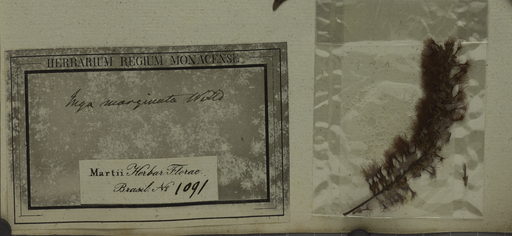 HERBARIUM REGIUM MONACENSE.
Inga marginata Willd
Martii Herbar. Florae
Brasil. No 1091